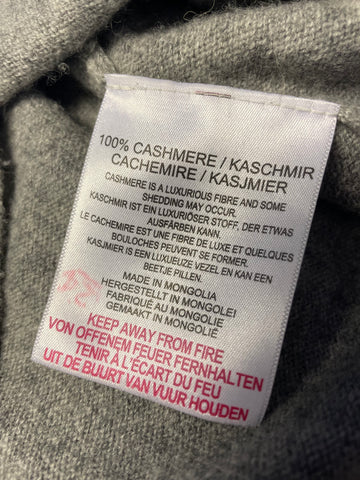 100% CASHMERE / KASCHMIR
CACHEMIRE / KASJMIER
CASHMERE IS A LUXURIOUS FIBRE AND SOME
SHEDDING MAY OCCUR.
KASCHMIR IST EIN LUXURIÖSER STOFF, DER ETWAS
AUSFÄRBEN KANN.
LE CACHEMIRE EST UNE FIBRE DE LUXE ET QUELQUES
BOULOCHES PEUVENT SE FORMER.
KASJMIER IS EEN LUXUEUZE VEZEL EN KAN EEN
BEETJE PILLEN.
MADE IN MONGOLIA
HERGESTELLT IN MONGOLEI
FABRIQUÉ AU MONGOLIE
GEMAAKT IN MONGOLIË
KEEP AWAY FROM FIRE
VON OFFENEM FEUER FERNHALTEN
TENIR À L'ÉCART DU FEU
UIT DE BUURT VAN VUUR HOUDEN